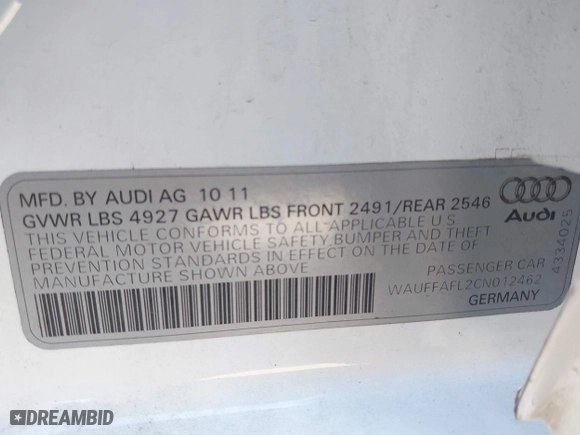 MFD. BY AUDI AG 10 11
GVWR LBS 4927 GAWR LBS FRONT 2491/REAR 2546
THIS VEHICLE CONFORMS TO ALL APPLICABLE U S
FEDERAL MOTOR VEHICLE SAFETY, BUMPER AND THEFT
PREVENTION STANDARDS IN EFFECT ON THE DATE OF
MANUFACTURE SHOWN ABOVE
PASSENGER CAR
WAUFFAFL2CN012462
GERMANY
Audi
4334025
DREAMBID